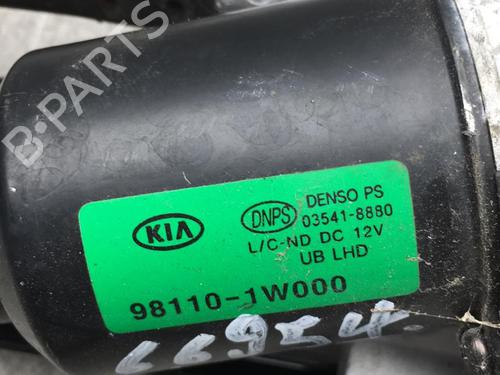 B-PARTS
KIA
DNPS
DENSO PS
03541-8880
L/C-ND DC 12V
UB LHD
98110-1W000
66954.